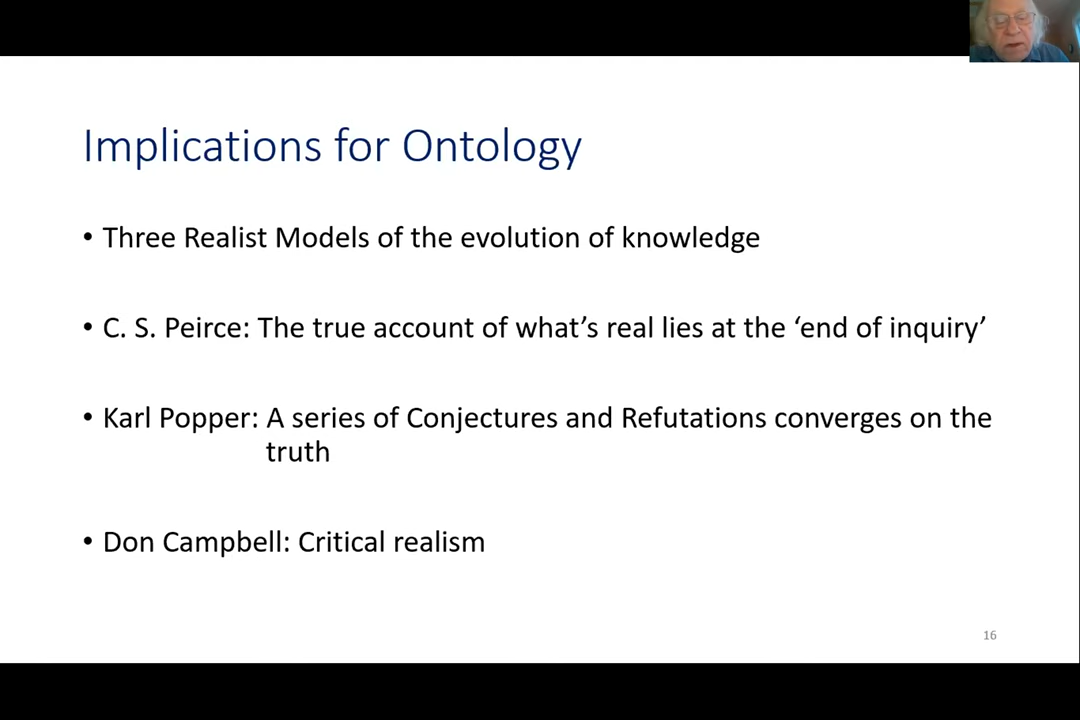 Implications for Ontology
• Three Realist Models of the evolution of knowledge
• C. S. Peirce: The true account of what’s real lies at the ‘end of inquiry’
• Karl Popper: A series of Conjectures and Refutations converges on the
truth
• Don Campbell: Critical realism
16